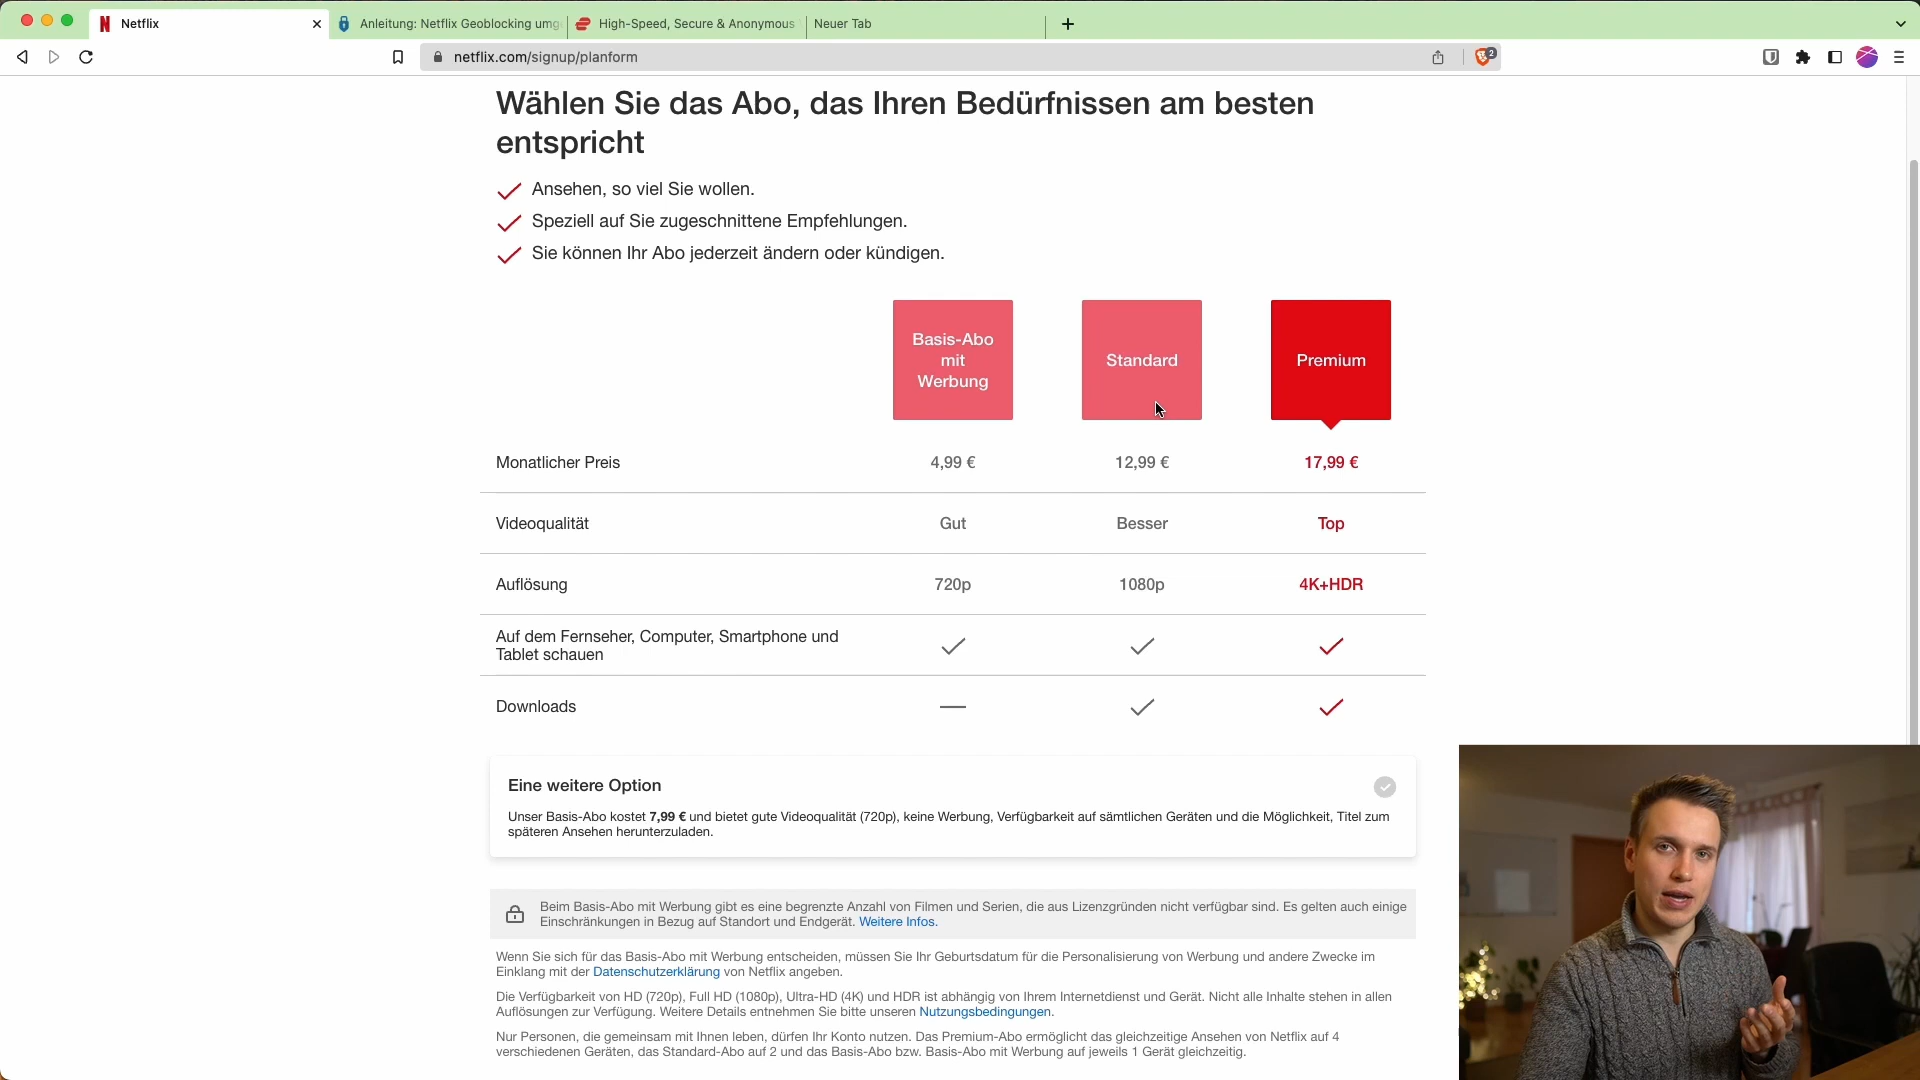 Netflix
Anleitung: Netflix Geoblocking umg
High-Speed, Secure & Anonymous
Neuer Tab
netflix.com/signup/planform
2
Wählen Sie das Abo, das Ihren Bedürfnissen am besten
entspricht
Ansehen, so viel Sie wollen.
Speziell auf Sie zugeschnittene Empfehlungen.
Sie können Ihr Abo jederzeit ändern oder kündigen.
Basis-Abo
mit
Werbung
Standard
Premium
Monatlicher Preis 4,99 € 12,99 € 17,99 €
Videoqualität Gut Besser Top
Auflösung 720p 1080p 4K+HDR
Auf dem Fernseher, Computer, Smartphone und
Tablet schauen
Downloads
Eine weitere Option
Unser Basis-Abo kostet 7,99 € und bietet gute Videoqualität (720p), keine Werbung, Verfügbarkeit auf sämtlichen Geräten und die Möglichkeit, Titel zum
späteren Ansehen herunterzuladen.
Beim Basis-Abo mit Werbung gibt es eine begrenzte Anzahl von Filmen und Serien, die aus Lizenzgründen nicht verfügbar sind. Es gelten auch einige
Einschränkungen in Bezug auf Standort und Endgerät. Weitere Infos.
Wenn Sie sich für das Basis-Abo mit Werbung entscheiden, müssen Sie Ihr Geburtsdatum für die Personalisierung von Werbung und andere Zwecke im
Einklang mit der Datenschutzerklärung von Netflix angeben.
Die Verfügbarkeit von HD (720p), Full HD (1080p), Ultra-HD (4K) und HDR ist abhängig von Ihrem Internetdienst und Gerät. Nicht alle Inhalte stehen in allen
Auflösungen zur Verfügung. Weitere Details entnehmen Sie bitte unseren Nutzungsbedingungen.
Nur Personen, die gemeinsam mit Ihnen leben, dürfen Ihr Konto nutzen. Das Premium-Abo ermöglicht das gleichzeitige Ansehen von Netflix auf 4
verschiedenen Geräten, das Standard-Abo auf 2 und das Basis-Abo bzw. Basis-Abo mit Werbung auf jeweils 1 Gerät gleichzeitig.